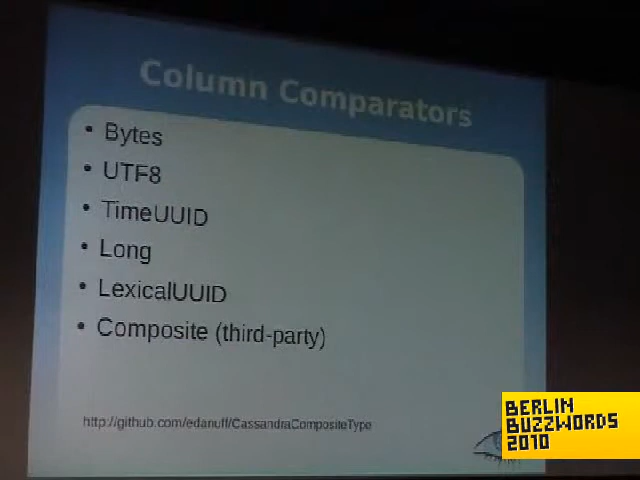 Column Comparators
• Bytes
• UTF8
• TimeUUID
• Long
• LexicalUUID
• Composite (third-party)
http://github.com/edanuff/CassandraCompositeType
BERLIN
BUZZWORDS
2010